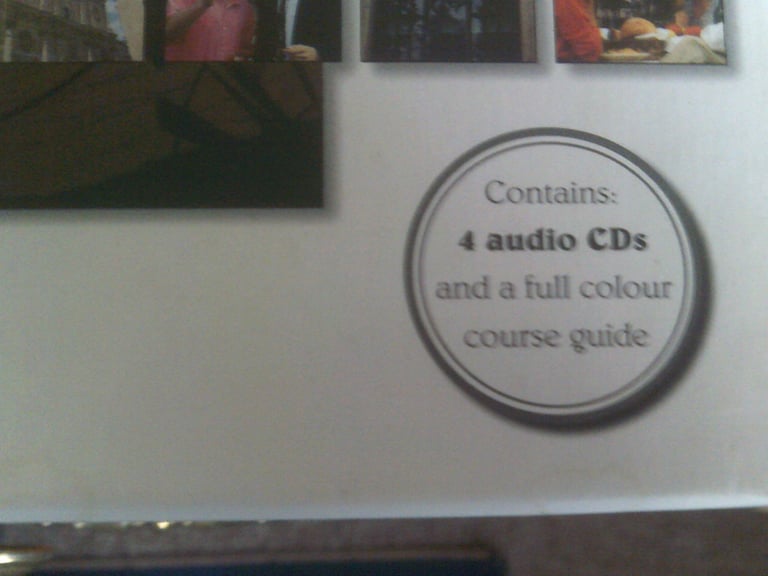 Contains:
4 audio CDs
and a full colour
course guide